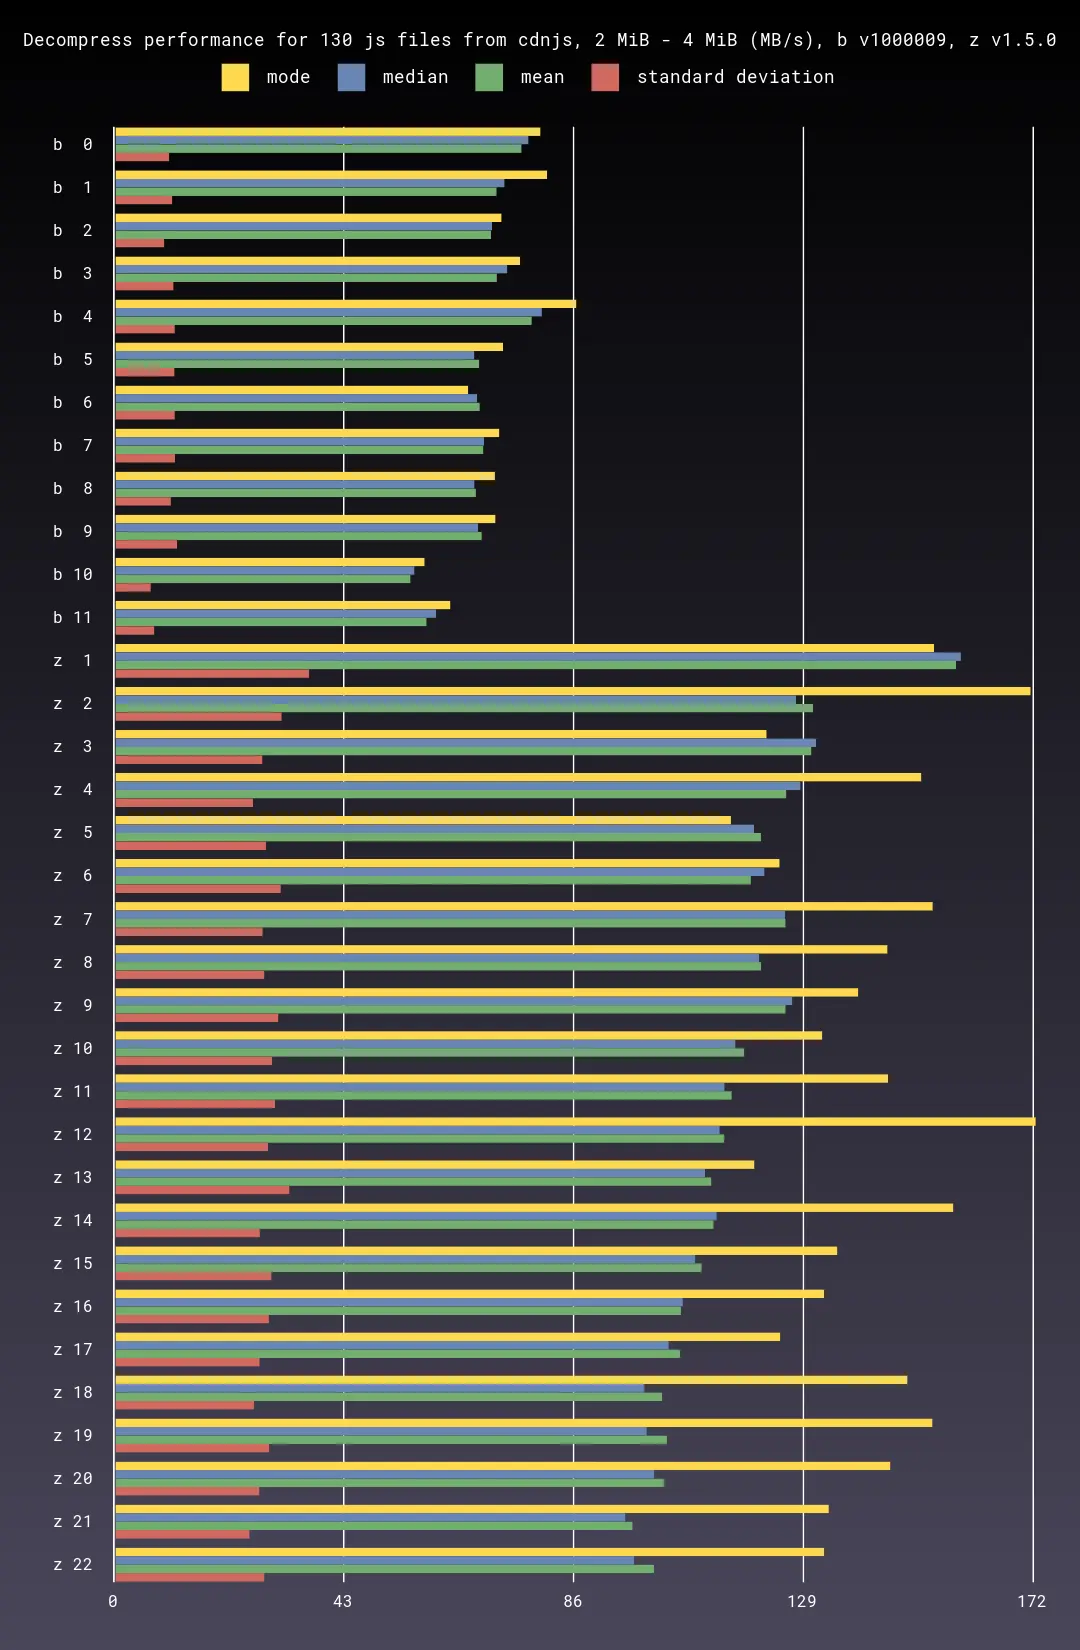 Decompress performance for 130 js files from cdnjs, 2 MiB - 4 MiB (MB/s), b v1000009, z v1.5.0
mode median mean standard deviation
b 0
b 1
b 2
b 3
b 4
b 5
b 6
b 7
b 8
b 9
b 10
b 11
z 1
z 2
z 3
z 4
z 5
z 6
z 7
z 8
z 9
z 10
z 11
z 12
z 13
z 14
z 15
z 16
z 17
z 18
z 19
z 20
z 21
z 22
0 43 86 129 172